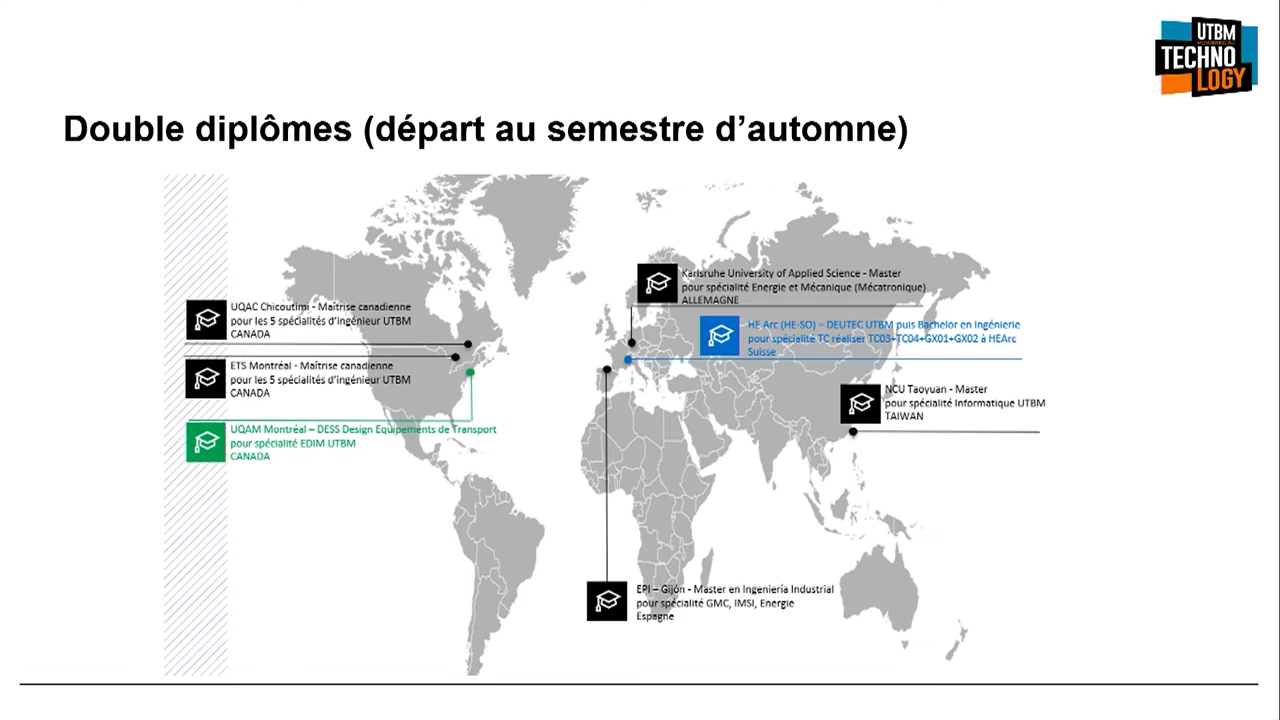 UTBM
TECHNO
LOGY
Double diplômes (départ au semestre d’automne)
UQAC Chicoutimi - Maîtrise canadienne
pour les 5 spécialités d’ingénieur UTBM
CANADA
ETS Montréal - Maîtrise canadienne
pour les 5 spécialités d’ingénieur UTBM
CANADA
UQAM Montréal – DESS Design Equipements de Transport
pour spécialité EDIM UTBM
CANADA
Karlsruhe University of Applied Science - Master
pour spécialité Energie et Mécanique (Mécatronique)
ALLEMAGNE
HE Arc (HE-SO) – DEUTEC UTBM puis Bachelor en Ingénierie
pour spécialité TC réaliser TC03+TC04+GX01+GX02 à HEArc
Suisse
NCU Taoyuan - Master
pour spécialité Informatique UTBM
TAIWAN
EPI – Gijón - Master en Ingeniería Industrial
pour spécialité GMC, IMSI, Energie
Espagne